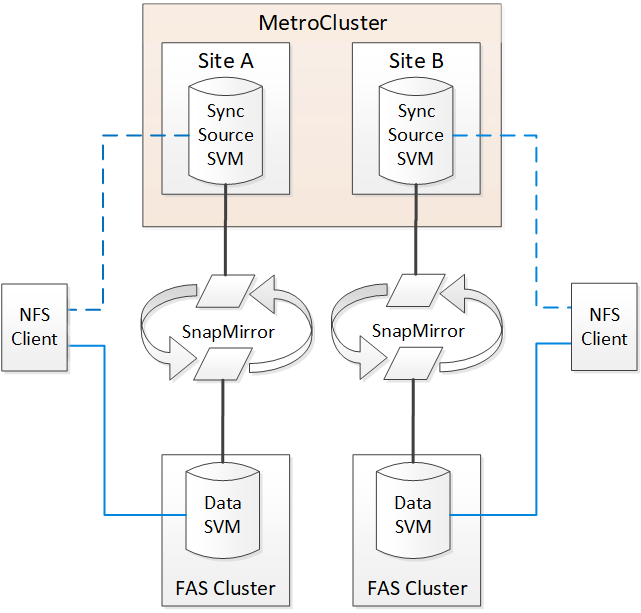 MetroCluster
Site A
Site B
Sync
Source
SVM
Sync
Source
SVM
NFS
Client
SnapMirror
SnapMirror
NFS
Client
Data
SVM
Data
SVM
FAS Cluster
FAS Cluster